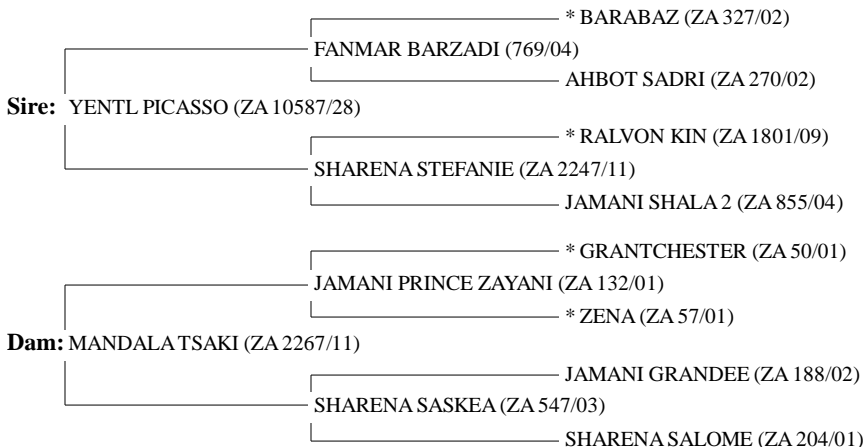 * BARABAZ (ZA 327/02)
FANMAR BARZADI (769/04)
AHBOT SADRI (ZA 270/02)
Sire: YENTL PICASSO (ZA 10587/28)
* RALVON KIN (ZA 1801/09)
SHARENA STEFANIE (ZA 2247/11)
JAMANI SHALA 2 (ZA 855/04)
* GRANTCHESTER (ZA 50/01)
JAMANI PRINCE ZAYANI (ZA 132/01)
* ZENA (ZA 57/01)
Dam: MANDALA TSAKI (ZA 2267/11)
JAMANI GRANDEE (ZA 188/02)
SHARENA SASKEA (ZA 547/03)
SHARENA SALOME (ZA 204/01)